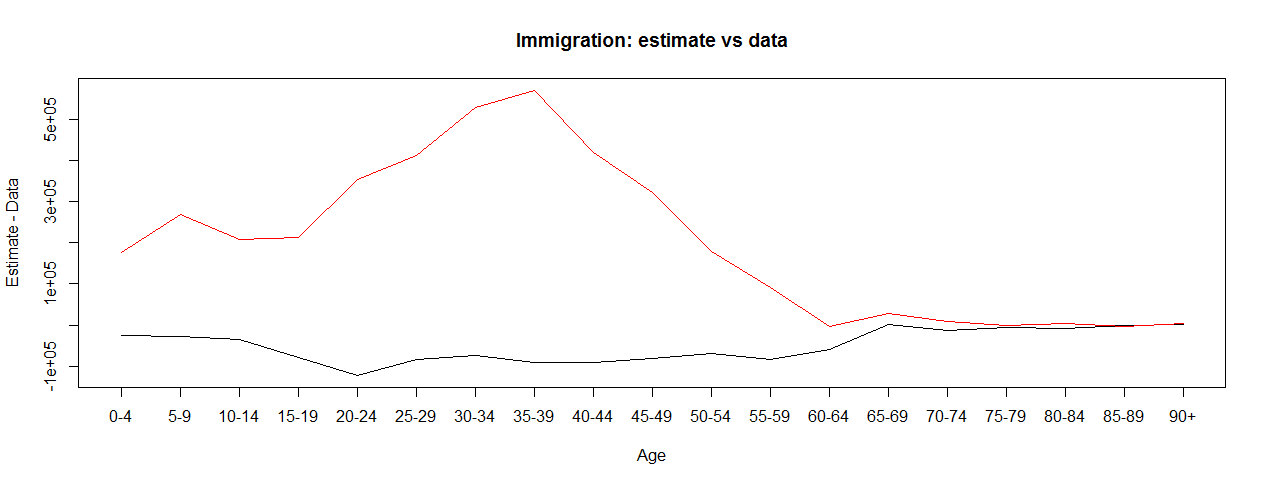 Immigration: estimate vs data
Estimate - Data
5e+05
3e+05
1e+05
-1e+05
0-4 5-9 10-14 15-19 20-24 25-29 30-34 35-39 40-44 45-49 50-54 55-59 60-64 65-69 70-74 75-79 80-84 85-89 90+
Age